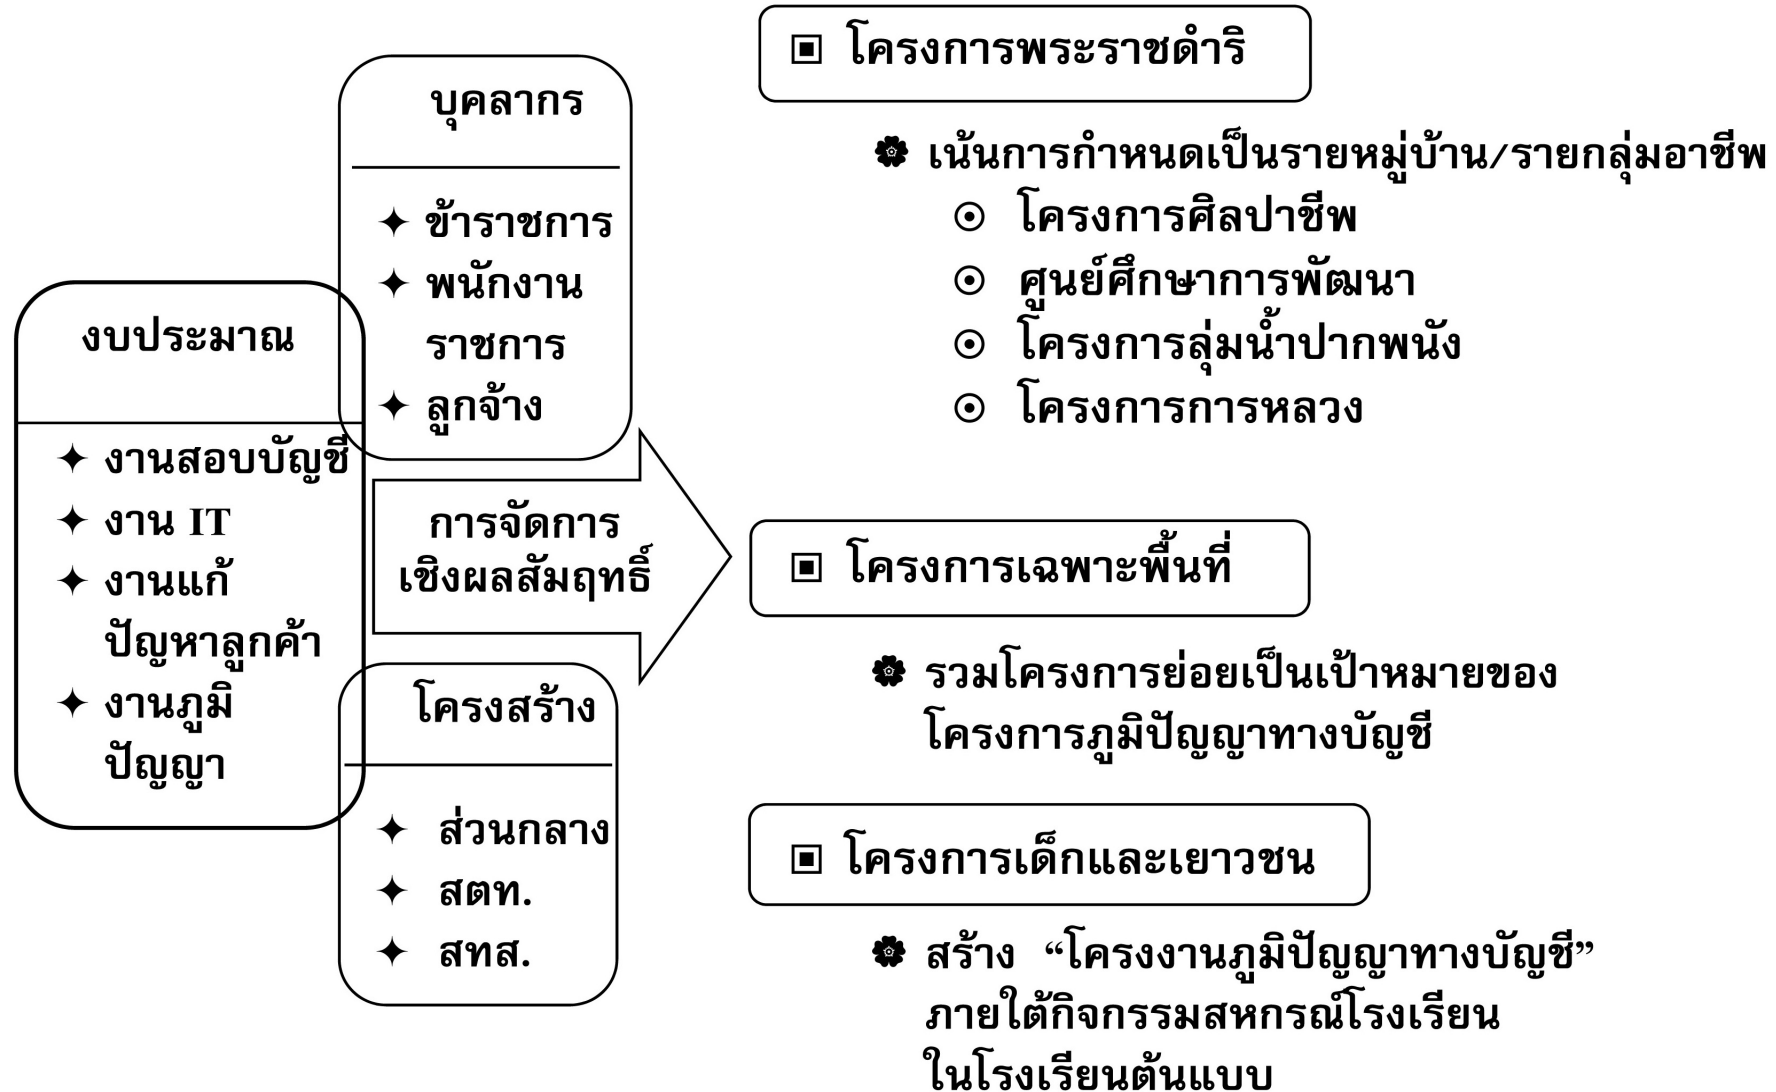 งบประมาณ
✦ งานสอบบัญชี
✦ งาน IT
✦ งานแก้
ปัญหาลูกค้า
✦ งานภูมิ
ปัญญา
บุคลากร
✦ ข้าราชการ
✦ พนักงาน
ราชการ
✦ ลูกจ้าง
การจัดการ
เชิงผลสัมฤทธิ์
โครงสร้าง
✦ ส่วนกลาง
✦ สตท.
✦ สทส.
▣ โครงการพระราชดำริ
เน้นการกำหนดเป็นรายหมู่บ้าน/รายกลุ่มอาชีพ
⊙ โครงการศิลปาชีพ
⊙ ศูนย์ศึกษาการพัฒนา
⊙ โครงการลุ่มน้ำปากพนัง
⊙ โครงการการหลวง
▣ โครงการเฉพาะพื้นที่
รวมโครงการย่อยเป็นเป้าหมายของ
โครงการภูมิปัญญาทางบัญชี
▣ โครงการเด็กและเยาวชน
สร้าง “โครงงานภูมิปัญญาทางบัญชี”
ภายใต้กิจกรรมสหกรณ์โรงเรียน
ในโรงเรียนต้นแบบ